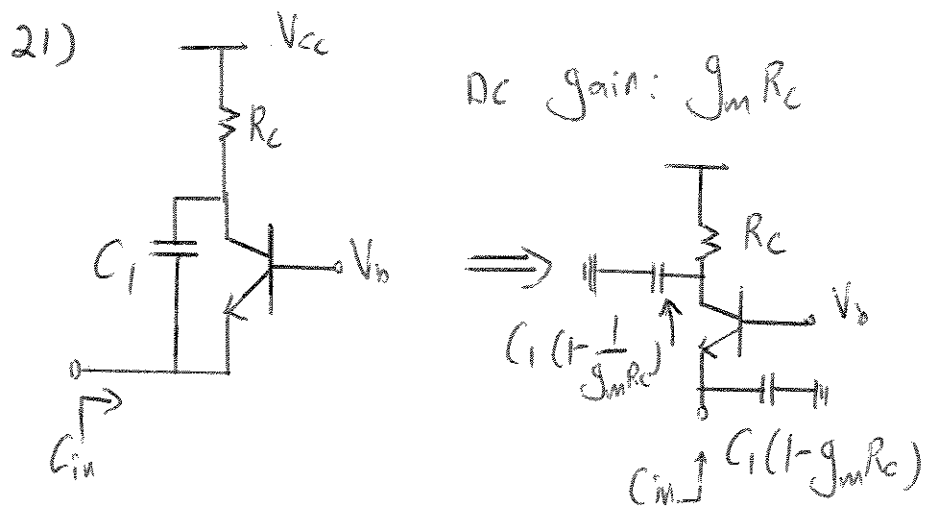 21)
Vcc
Rc
C1
Vb
Cin
DC gain: gmRc
Rc
C1(1-1/gmRc)
Vb
C1(1-gmRc)
Cin